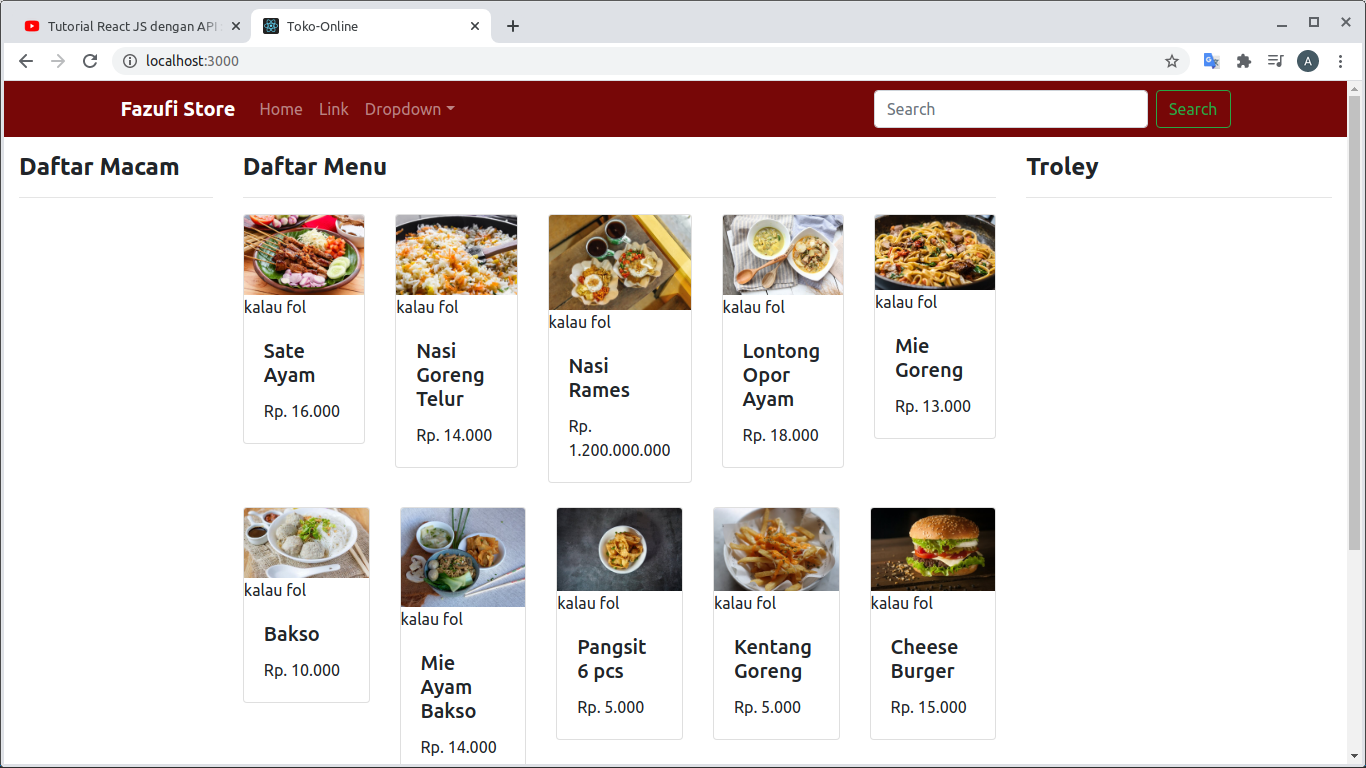 Tutorial React JS dengan API
Toko-Online
localhost:3000
A
Fazufi Store
Home
Link
Dropdown
Search
Search
Daftar Macam
Daftar Menu
Troley
kalau fol
Sate
Ayam
Rp. 16.000
kalau fol
Nasi
Goreng
Telur
Rp. 14.000
kalau fol
Nasi
Rames
Rp.
1.200.000.000
kalau fol
Lontong
Opor
Ayam
Rp. 18.000
kalau fol
Mie
Goreng
Rp. 13.000
kalau fol
Bakso
Rp. 10.000
kalau fol
Mie
Ayam
Bakso
Rp. 14.000
kalau fol
Pangsit
6 pcs
Rp. 5.000
kalau fol
Kentang
Goreng
Rp. 5.000
kalau fol
Cheese
Burger
Rp. 15.000